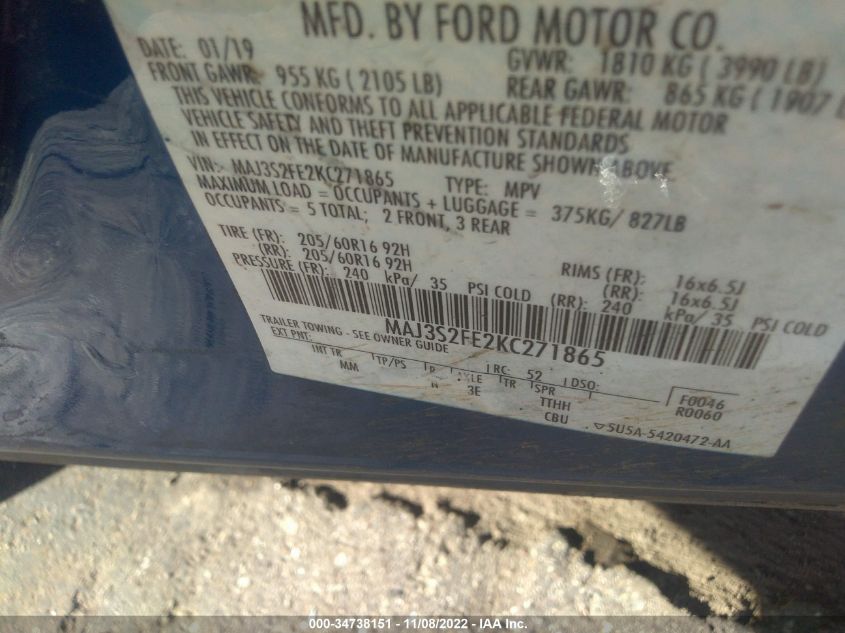 MFD. BY FORD MOTOR CO.
DATE: 01/19 GVWR: 1810 KG ( 3990 LB)
FRONT GAWR: 955 KG ( 2105 LB) REAR GAWR: 865 KG ( 1907 L
THIS VEHICLE CONFORMS TO ALL APPLICABLE FEDERAL MOTOR
VEHICLE SAFETY AND THEFT PREVENTION STANDARDS
IN EFFECT ON THE DATE OF MANUFACTURE SHOWN ABOVE.
VIN: MAJ3S2FE2KC271865 TYPE: MPV
MAXIMUM LOAD = OCCUPANTS + LUGGAGE = 375KG/ 827LB
OCCUPANTS = 5 TOTAL; 2 FRONT, 3 REAR
TIRE (FR): 205/60R16 92H RIMS (FR): 16x6.5J
(RR): 205/60R16 92H (RR): 16x6.5J
PRESSURE (FR): 240 kPa/ 35 PSI COLD (RR): 240 kPa/ 35 PSI COLD
MAJ3S2FE2KC271865
TRAILER TOWING - SEE OWNER GUIDE
EXT PNT: RC: 52 DSO:
INT TR TP/PS R AXLE TR SPR F0046
MM N 3E TTHH R0060
CBU 5U5A-5420472-AA
000-34738151 - 11/08/2022 - IAA Inc.